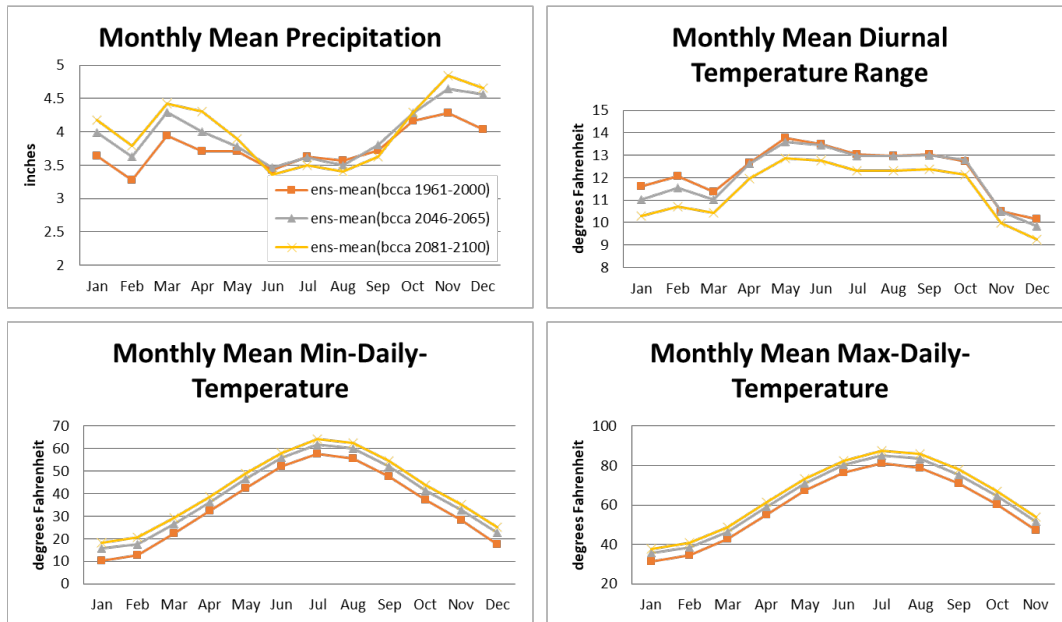 Monthly Mean Precipitation
5
4.5
4
3.5
3
2.5
2
inches
ens-mean(bcca 1961-2000)
ens-mean(bcca 2046-2065)
ens-mean(bcca 2081-2100)
Jan Feb Mar Apr May Jun Jul Aug Sep Oct Nov Dec
Monthly Mean Diurnal
Temperature Range
15
14
13
12
11
10
9
8
degrees Fahrenheit
Jan Feb Mar Apr May Jun Jul Aug Sep Oct Nov Dec
Monthly Mean Min-Daily-
Temperature
70
60
50
40
30
20
10
0
degrees Fahrenheit
Jan Feb Mar Apr May Jun Jul Aug Sep Oct Nov Dec
Monthly Mean Max-Daily-
Temperature
100
80
60
40
20
degrees Fahrenheit
Jan Feb Mar Apr May Jun Jul Aug Sep Oct Nov